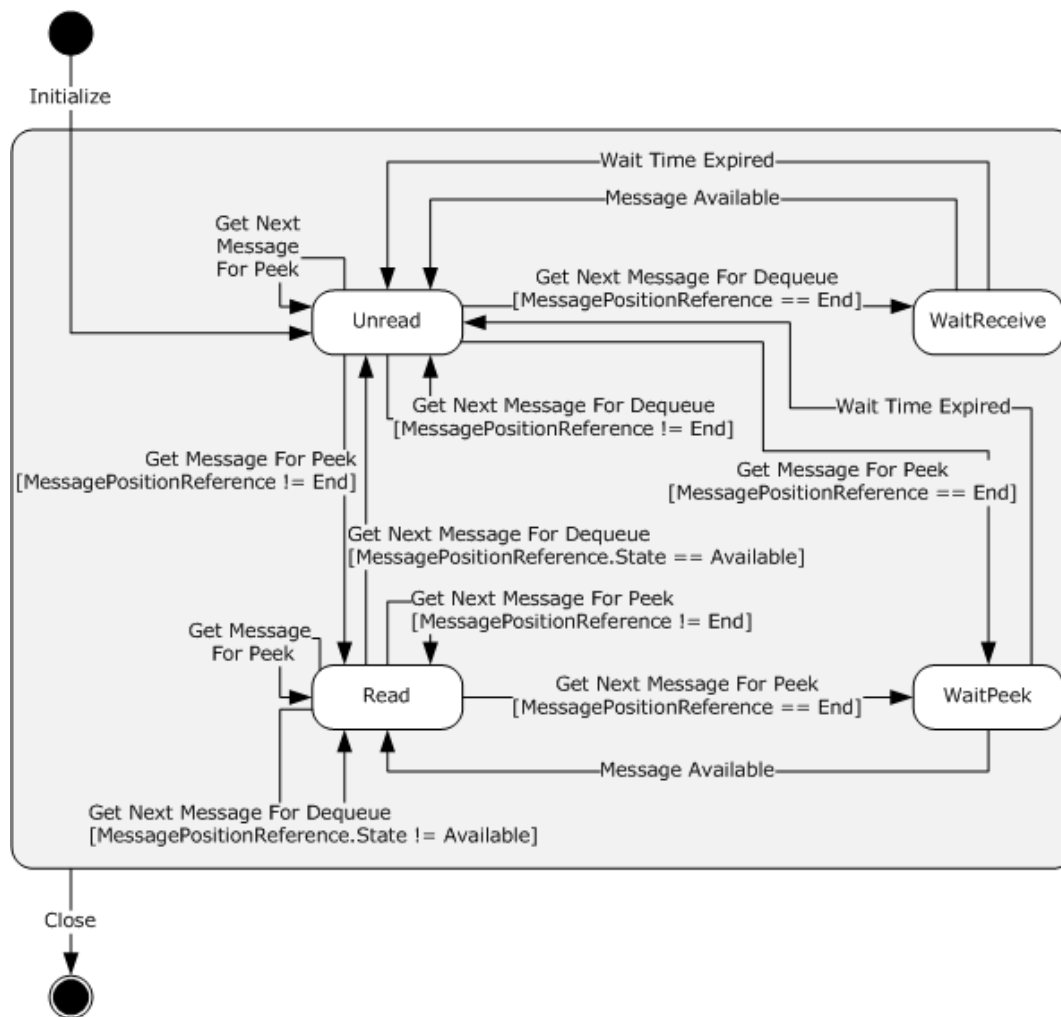 Initialize
Wait Time Expired
Message Available
Get Next
Message
For Peek
Get Next Message For Dequeue
[MessagePositionReference == End]
Unread
WaitReceive
Get Next Message For Dequeue
[MessagePositionReference != End]
Wait Time Expired
Get Message For Peek
[MessagePositionReference != End]
Get Message For Peek
[MessagePositionReference == End]
Get Next Message For Dequeue
[MessagePositionReference.State == Available]
Get Next Message For Peek
[MessagePositionReference != End]
Get Message
For Peek
Read
Get Next Message For Peek
[MessagePositionReference == End]
WaitPeek
Message Available
Get Next Message For Dequeue
[MessagePositionReference.State != Available]
Close